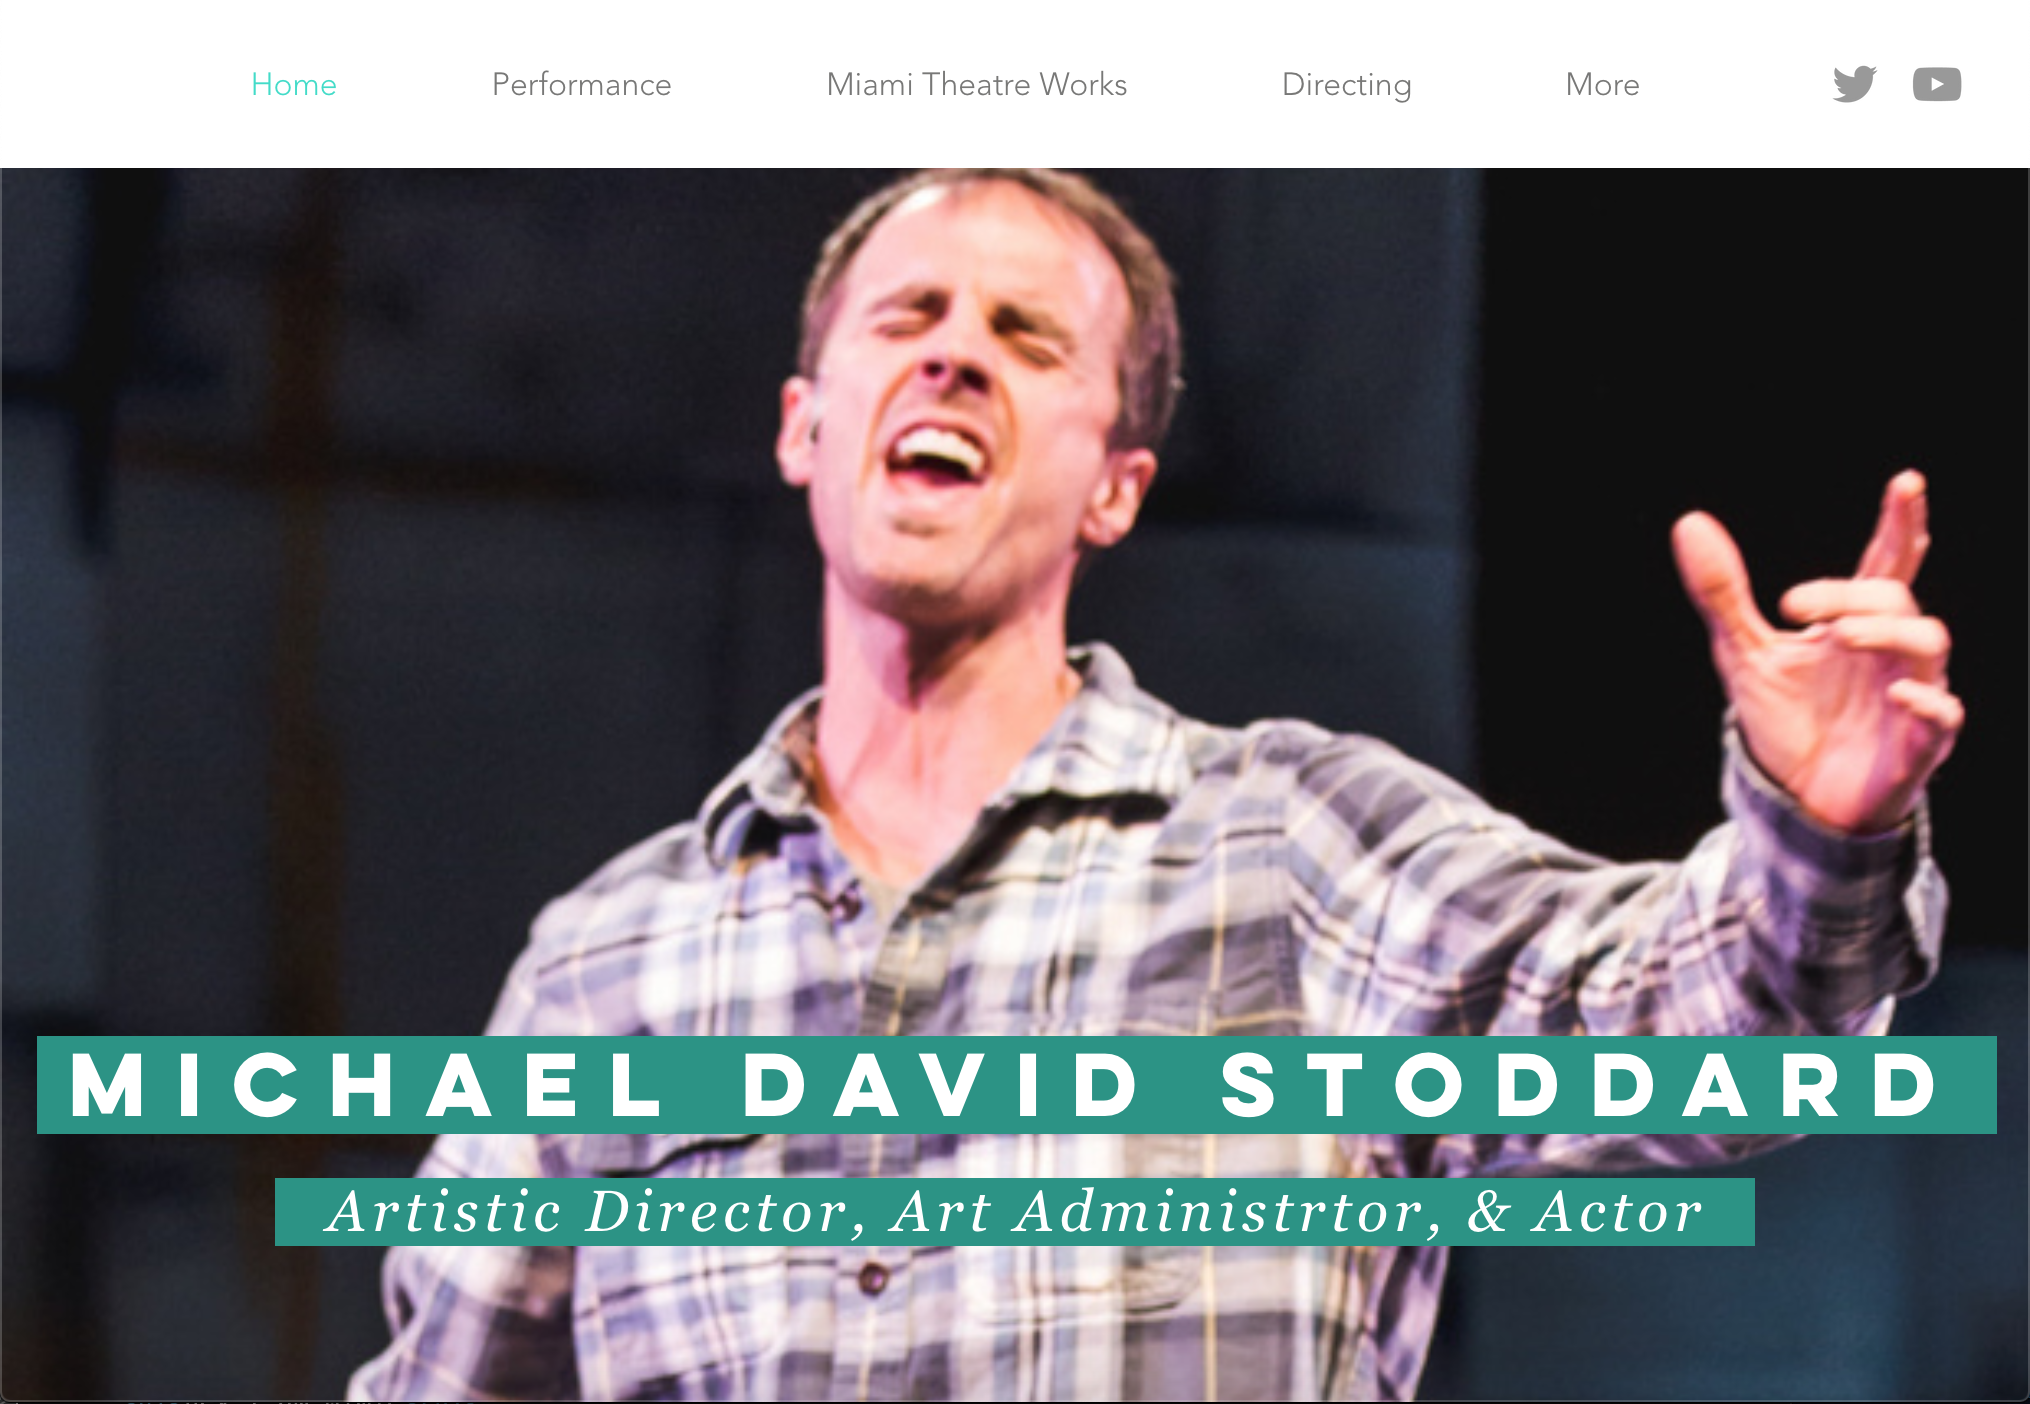 Home Performance Miami Theatre Works Directing More
MICHAEL DAVID STODDARD
Artistic Director, Art Administrtor, & Actor